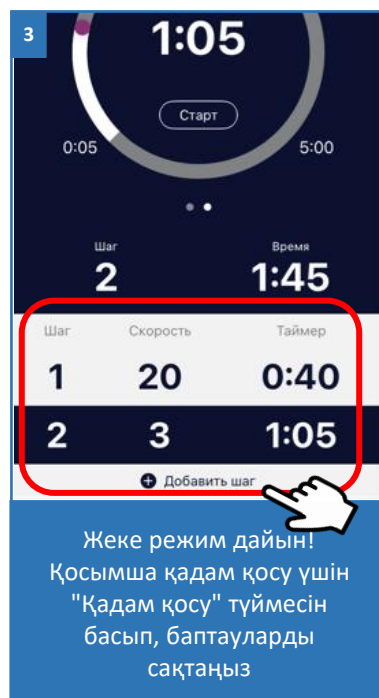 3
1:05
Старт
0:05 5:00
Шаг Время
2 1:45
Шаг Скорость Таймер
1 20 0:40
2 3 1:05
Добавить шаг
Жеке режим дайын!
Қосымша қадам қосу үшін
"Қадам қосу" түймесін
басып, баптауларды
сақтаңыз